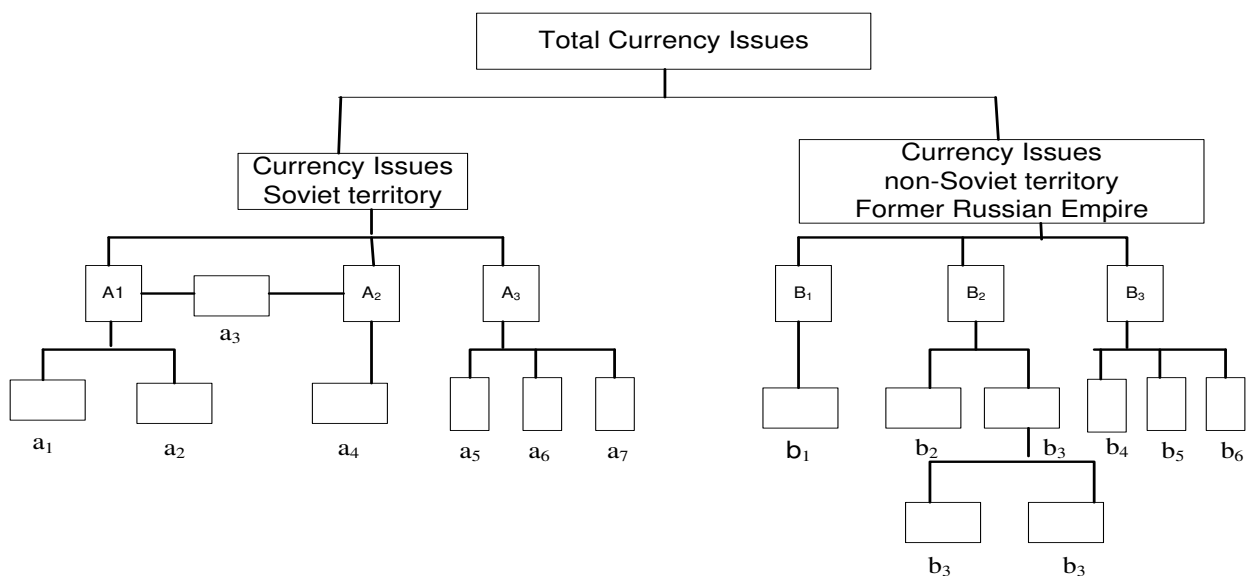 Total Currency Issues
Currency Issues
Soviet territory
Currency Issues
non-Soviet territory
Former Russian Empire
A1
A₂
A₃
B₁
B₂
B₃
a₃
a₁
a₂
a₄
a₅
a₆
a₇
b₁
b₂
b₃
b₄
b₅
b₆
b₃
b₃